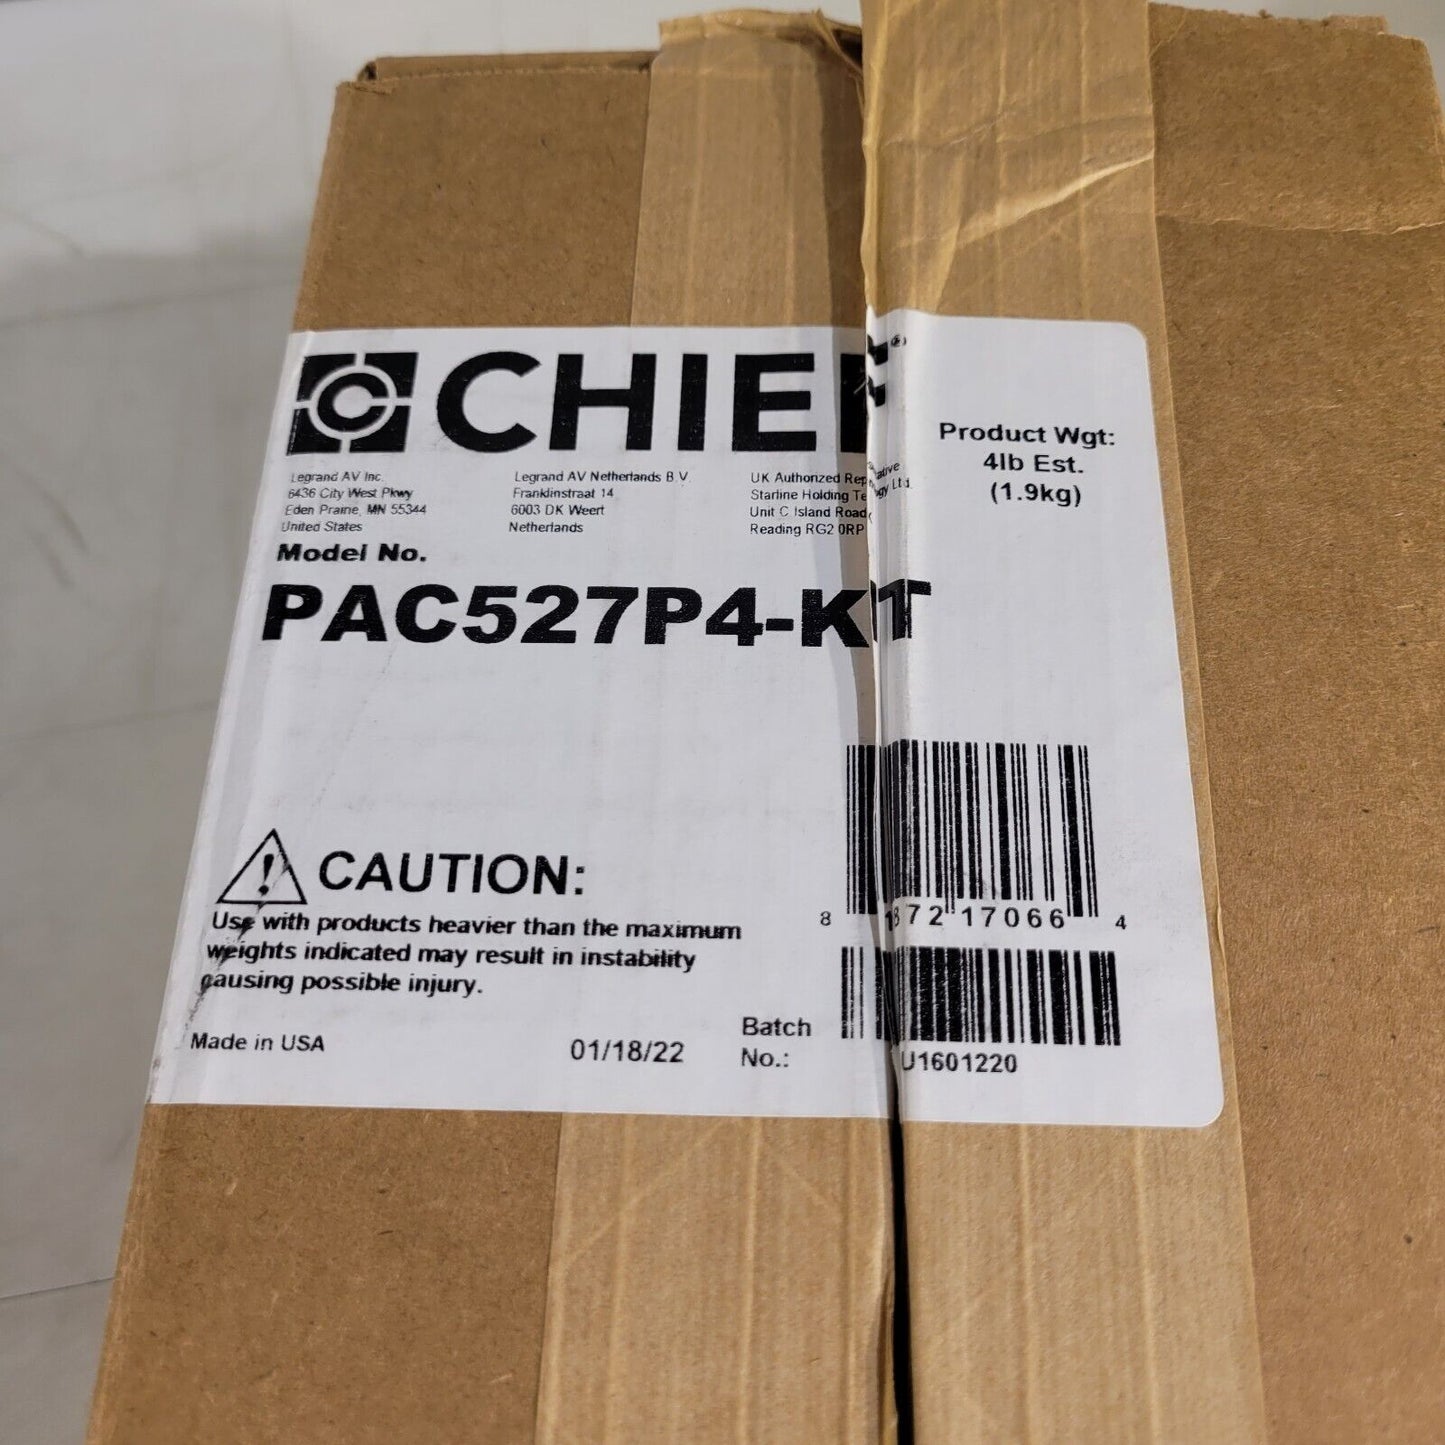 CHIEF®
Product Wgt:
4lb Est.
(1.9kg)
Legrand AV Inc.
6436 City West Pkwy
Eden Prairie, MN 55344
United States
Legrand AV Netherlands B.V.
Franklinstraat 14
6003 DK Weert
Netherlands
UK Authorized
Starline Holding
Unit C Island Road
Reading RG2 0RP
Model No.
PAC527P4-KIT
CAUTION:
Use with products heavier than the maximum
weights indicated may result in instability
causing possible injury.
8 41872 17066 4
Made in USA
01/18/22
Batch
No.:
U1601220